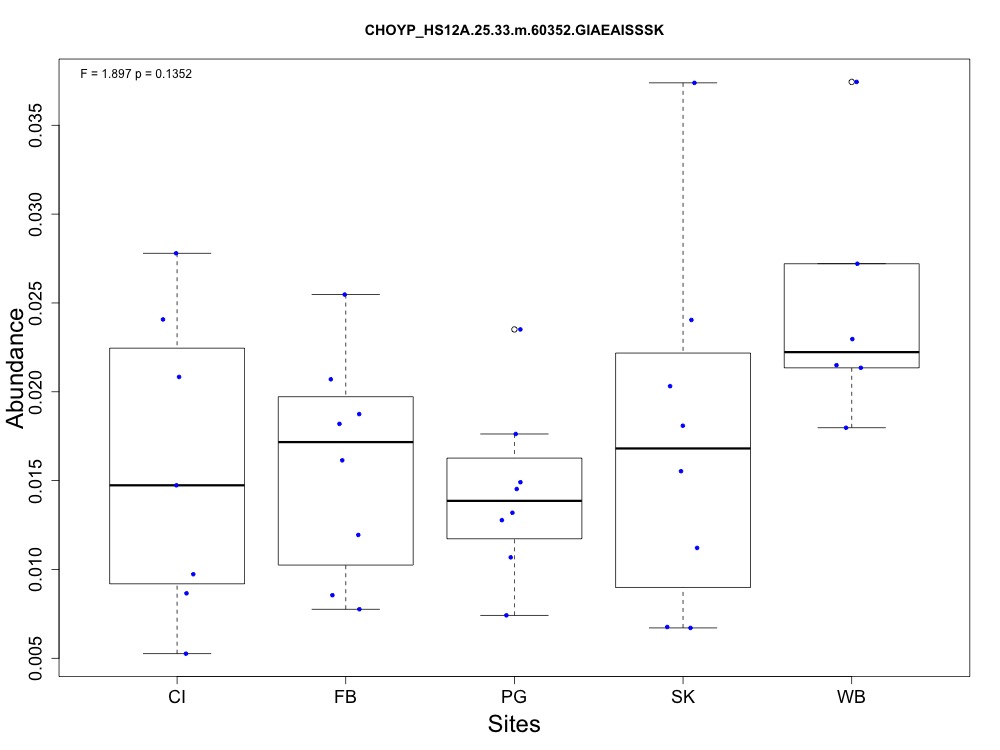 CHOYP_HS12A.25.33.m.60352.GIAEAISSSK
F = 1.897 p = 0.1352
0.035
0.030
0.025
0.020
0.015
0.010
0.005
Abundance
CI FB PG SK WB
Sites